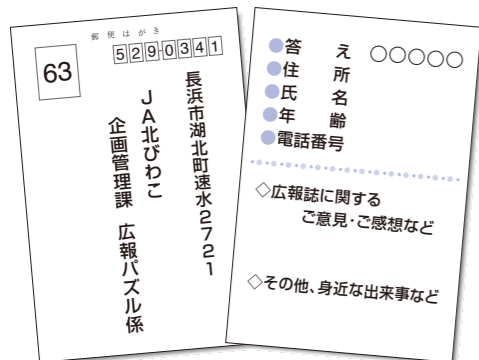 郵便はがき
63
529-0341
長浜市湖北町速水2721
JA北びわこ
企画管理課 広報パズル係
●答え ○○○○○
●住所
●氏名
●年齢
●電話番号
◇広報誌に関する
ご意見・ご感想など
◇その他、身近な出来事など